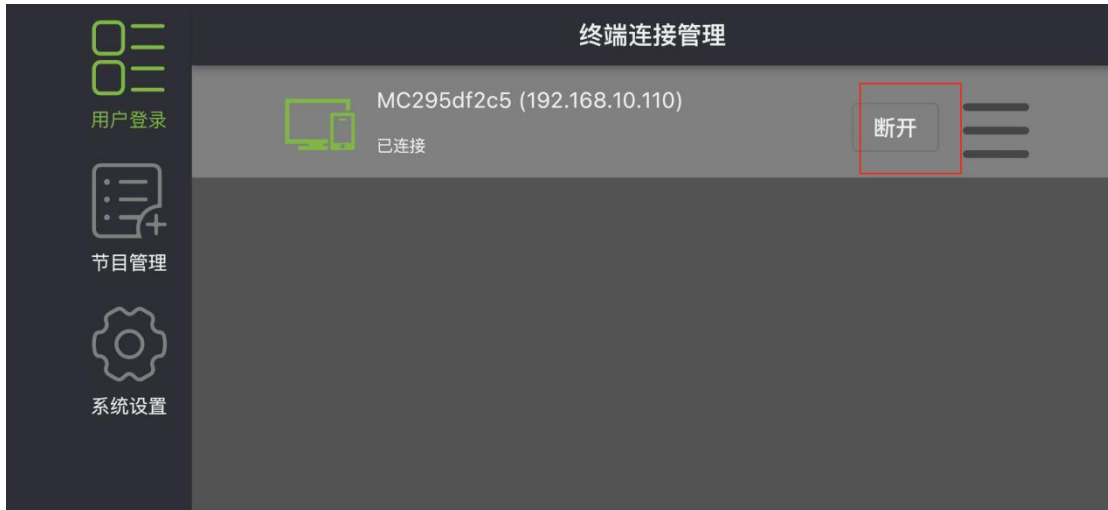 终端连接管理
用户登录
MC295df2c5 (192.168.10.110)
已连接
断开
节目管理
系统设置